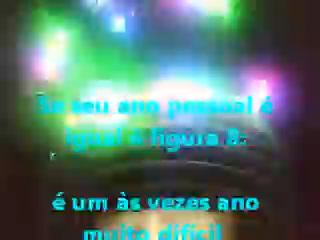 Se seu ano pessoal é
igual a figura 8:
é um às vezes ano
muito difícil